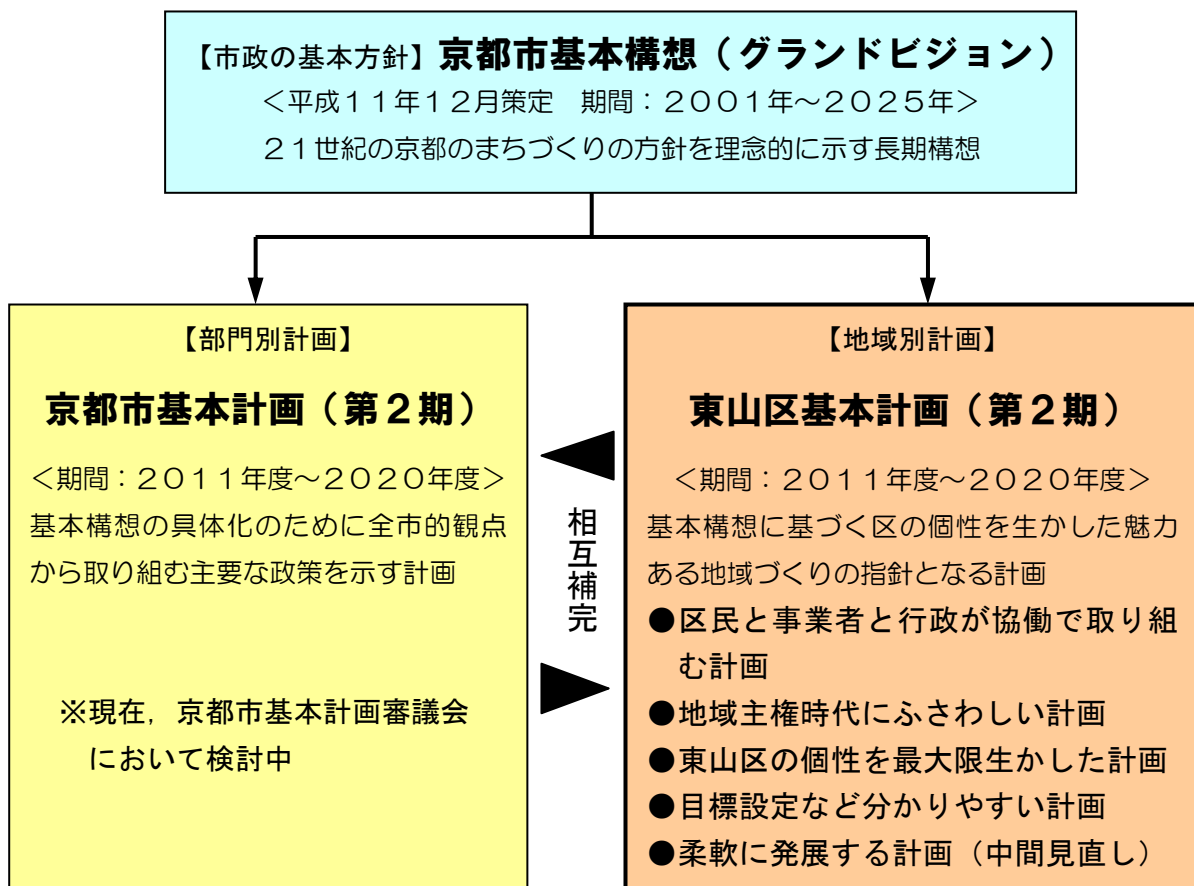 【市政の基本方針】京都市基本構想（グランドビジョン）
＜平成１１年１２月策定　期間：２００１年～２０２５年＞
２１世紀の京都のまちづくりの方針を理念的に示す長期構想
【部門別計画】
京都市基本計画（第２期）
＜期間：２０１１年度～２０２０年度＞
基本構想の具体化のために全市的観点
から取り組む主要な政策を示す計画
※現在，京都市基本計画審議会
において検討中
相互補完
【地域別計画】
東山区基本計画（第２期）
＜期間：２０１１年度～２０２０年度＞
基本構想に基づく区の個性を生かした魅力
ある地域づくりの指針となる計画
●区民と事業者と行政が協働で取り組
む計画
●地域主権時代にふさわしい計画
●東山区の個性を最大限生かした計画
●目標設定など分かりやすい計画
●柔軟に発展する計画（中間見直し）